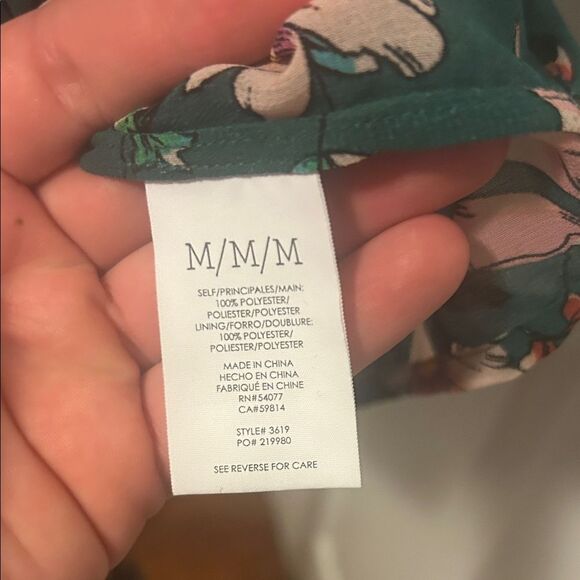 M/M/M
SELF/PRINCIPALES/MAIN:
100% POLYESTER/
POLIESTER/POLYESTER
LINING/FORRO/DOUBLURE:
100% POLYESTER/
POLIESTER/POLYESTER
MADE IN CHINA
HECHO EN CHINA
FABRIQUÉ EN CHINE
RN#54077
CA#59814
STYLE# 3619
PO# 219980
SEE REVERSE FOR CARE